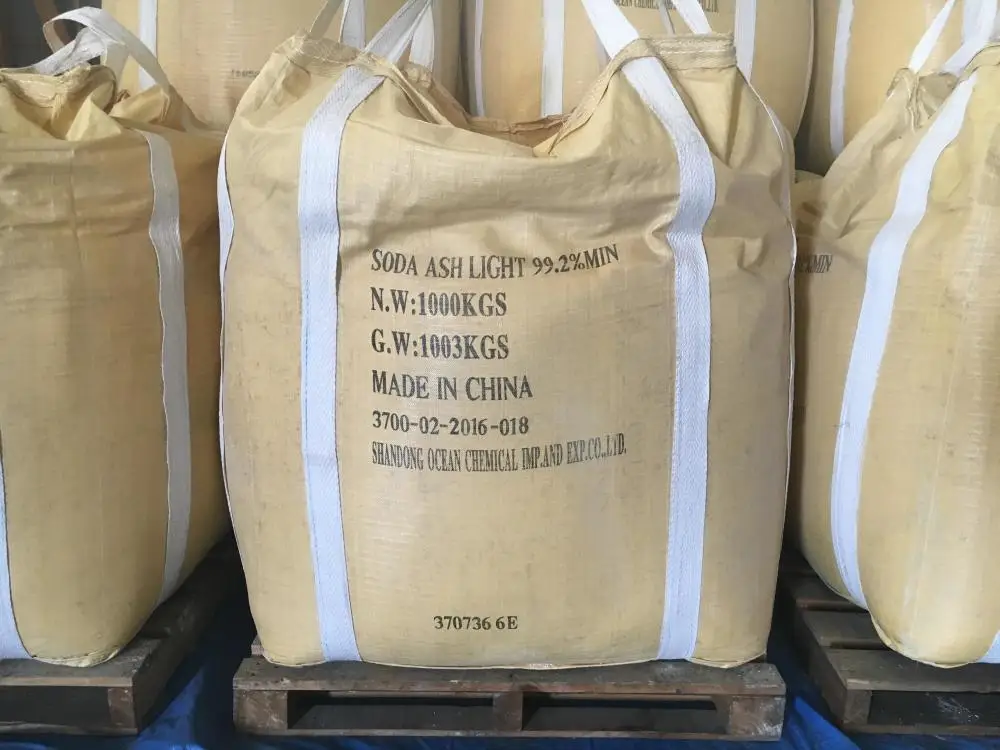 SODA ASH LIGHT 99.2%MIN
N.W:1000KGS
G.W:1003KGS
MADE IN CHINA
3700-02-2016-018
SHANDONG OCEAN CHEMICAL IMP.AND EXP.CO.,LTD.
370736 6E